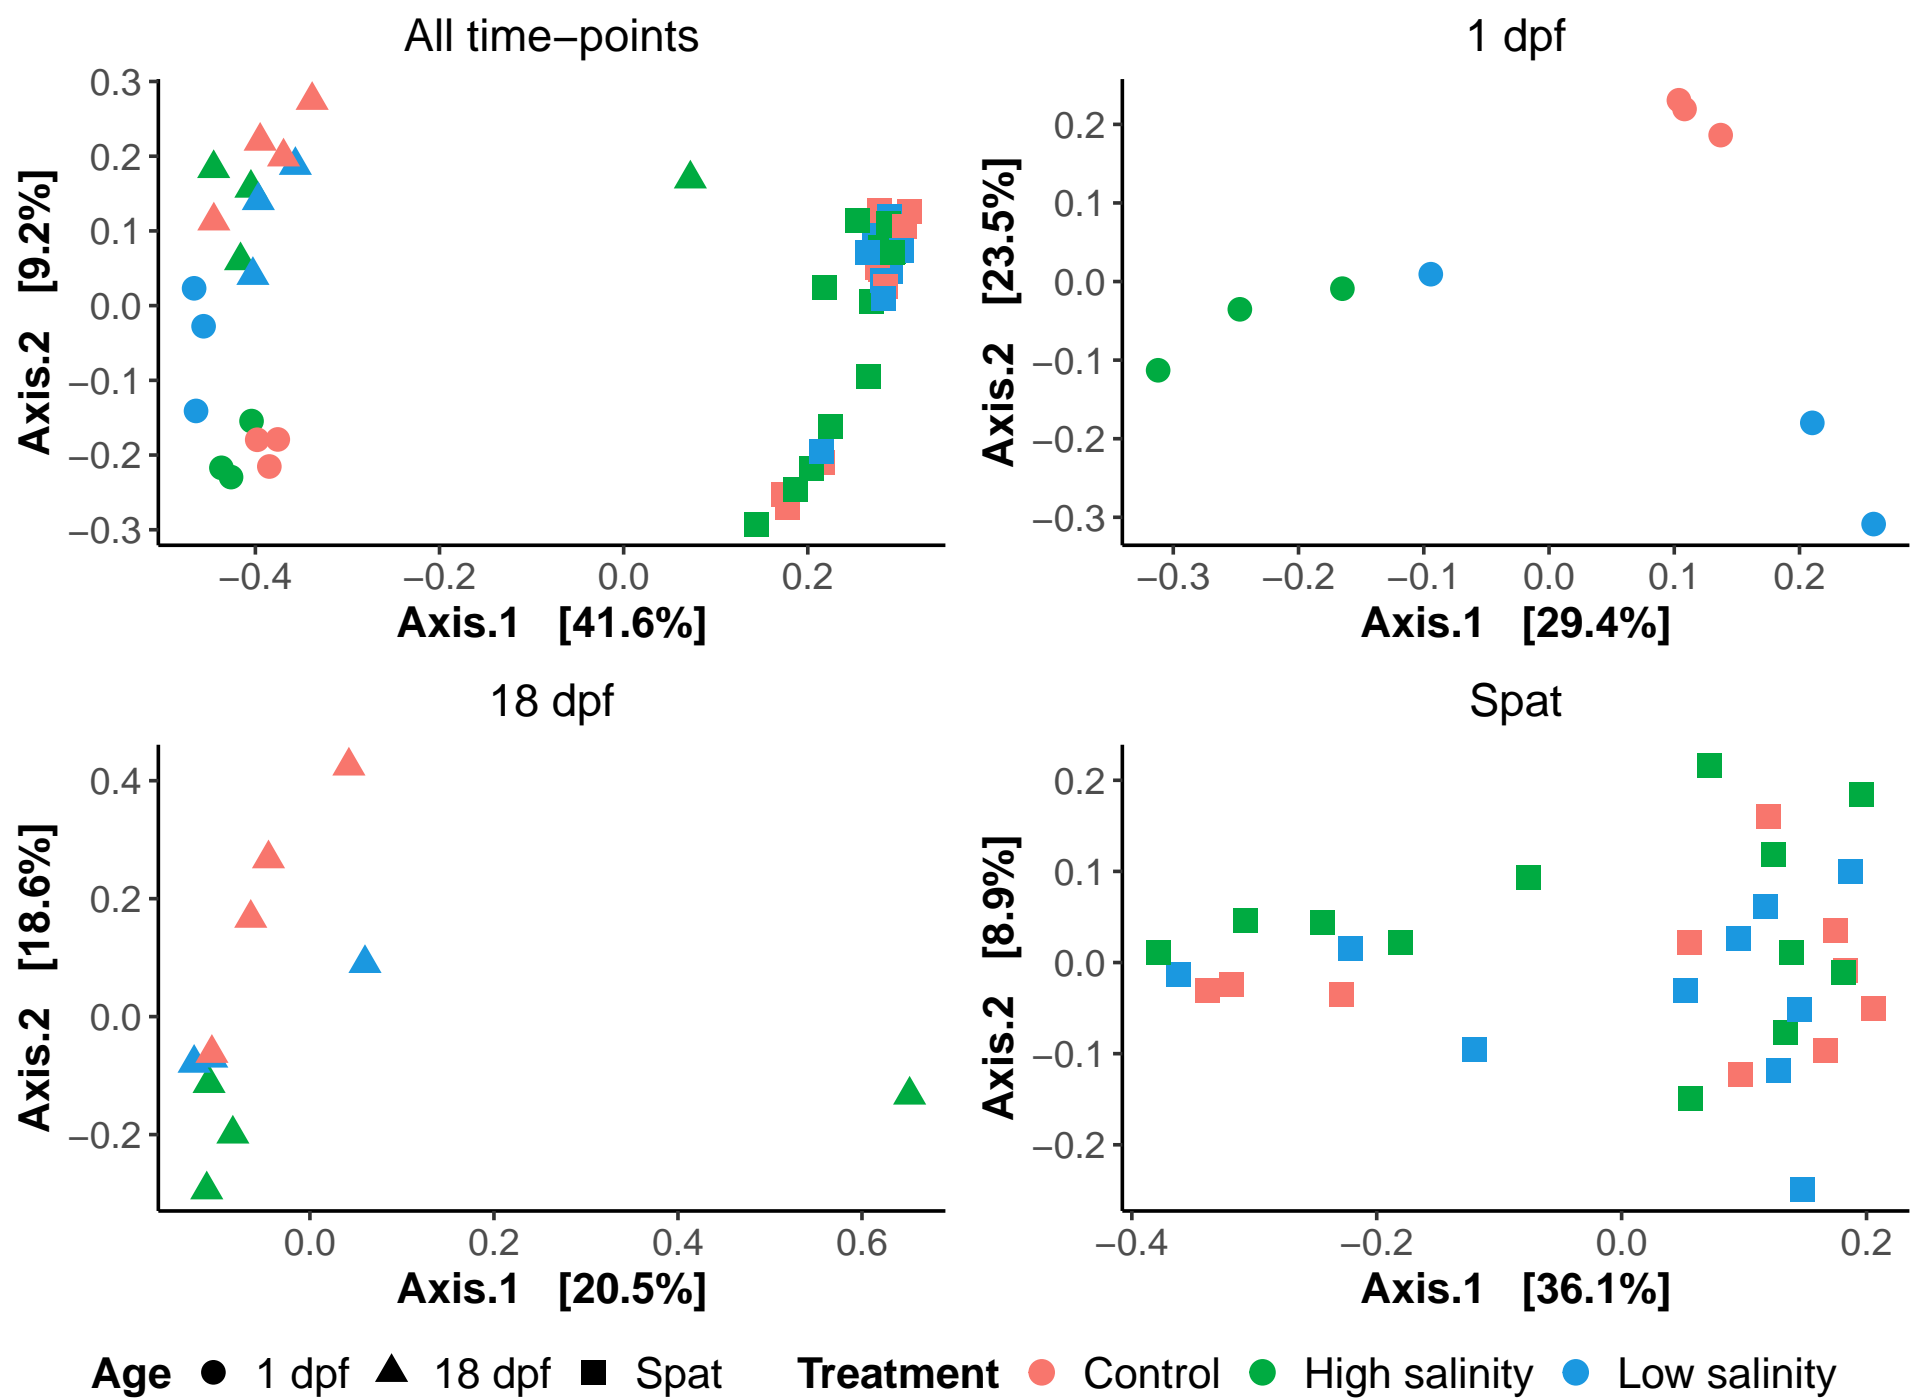 All time−points
0.3
0.2
0.1
0.0
−0.1
−0.2
−0.3
Axis.2 [9.2%]
−0.4 −0.2 0.0 0.2
Axis.1 [41.6%]
1 dpf
0.2
0.1
0.0
−0.1
−0.2
−0.3
Axis.2 [23.5%]
−0.3 −0.2 −0.1 0.0 0.1 0.2
Axis.1 [29.4%]
18 dpf
0.4
0.2
0.0
−0.2
Axis.2 [18.6%]
0.0 0.2 0.4 0.6
Axis.1 [20.5%]
Spat
0.2
0.1
0.0
−0.1
−0.2
Axis.2 [8.9%]
−0.4 −0.2 0.0 0.2
Axis.1 [36.1%]
Age 1 dpf 18 dpf Spat Treatment Control High salinity Low salinity